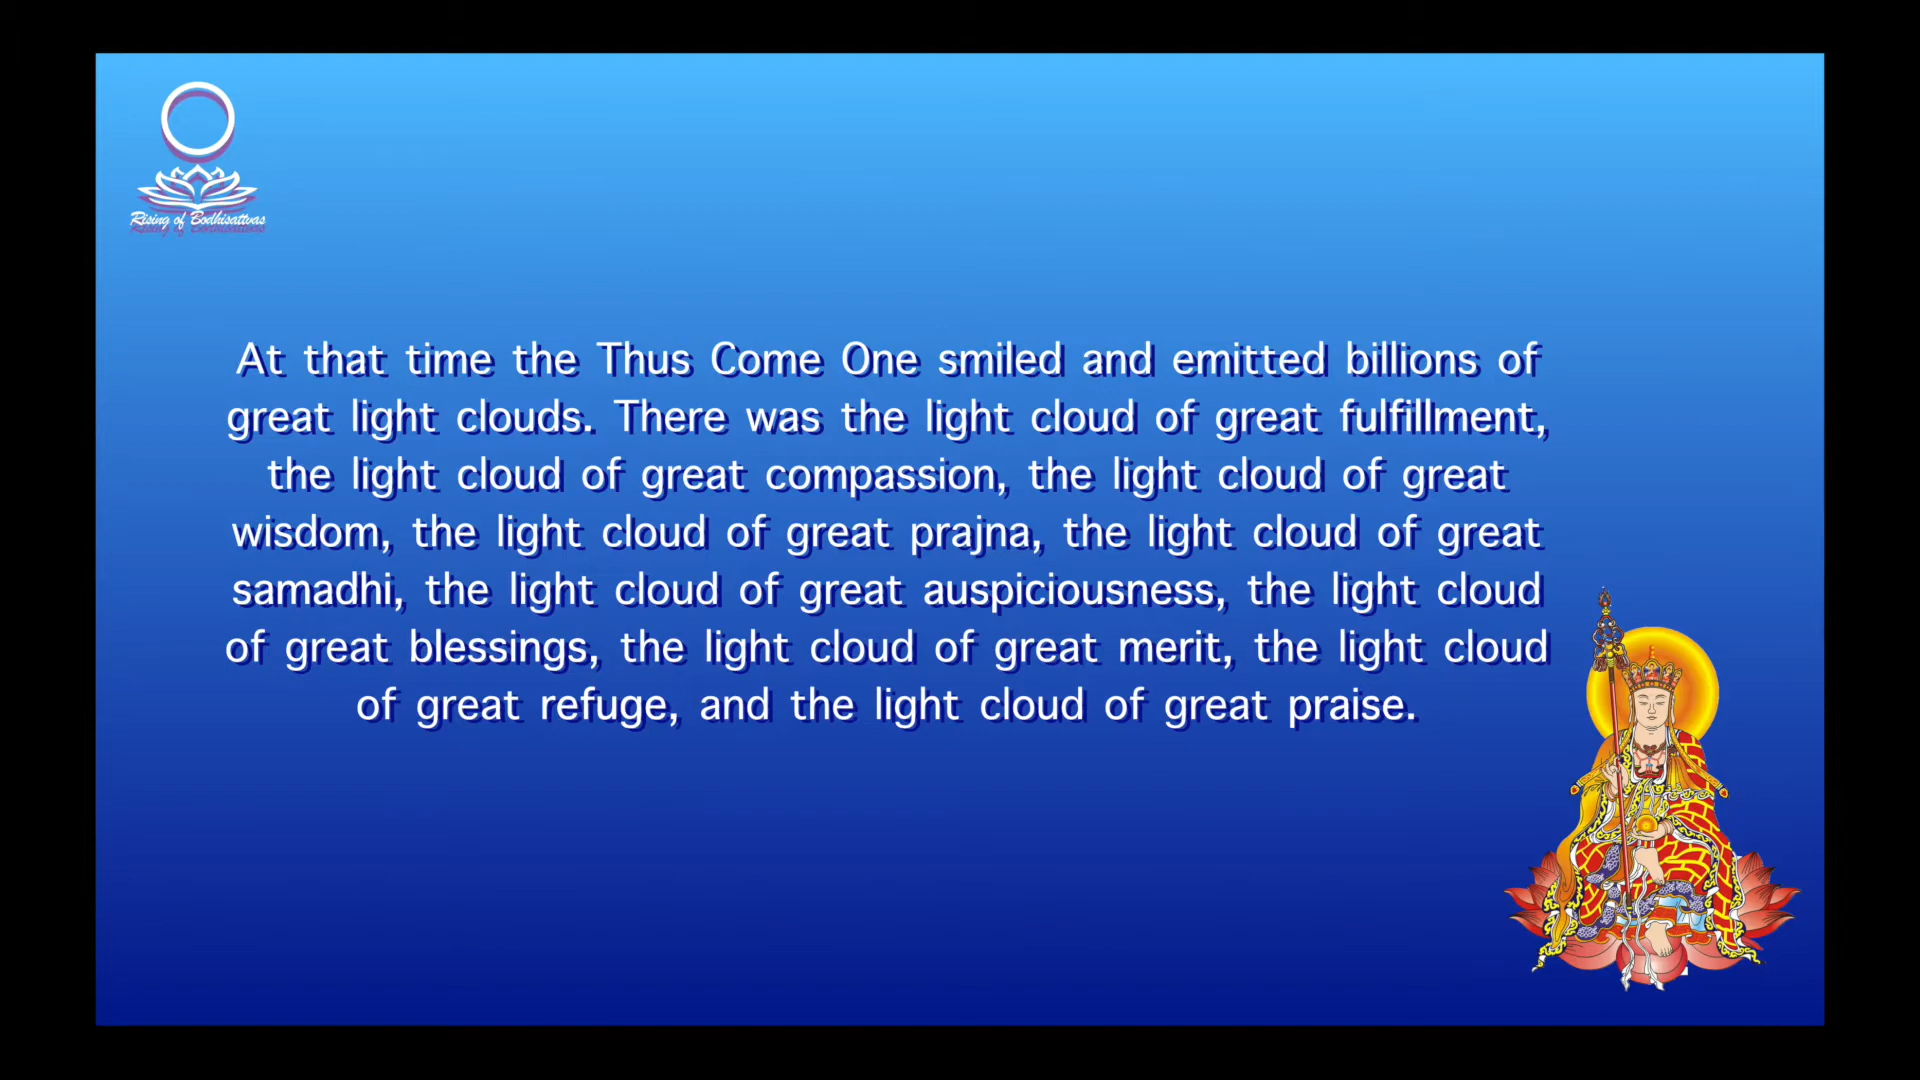 Rising of Bodhisattvas
At that time the Thus Come One smiled and emitted billions of
great light clouds. There was the light cloud of great fulfillment,
the light cloud of great compassion, the light cloud of great
wisdom, the light cloud of great prajna, the light cloud of great
samadhi, the light cloud of great auspiciousness, the light cloud
of great blessings, the light cloud of great merit, the light cloud
of great refuge, and the light cloud of great praise.